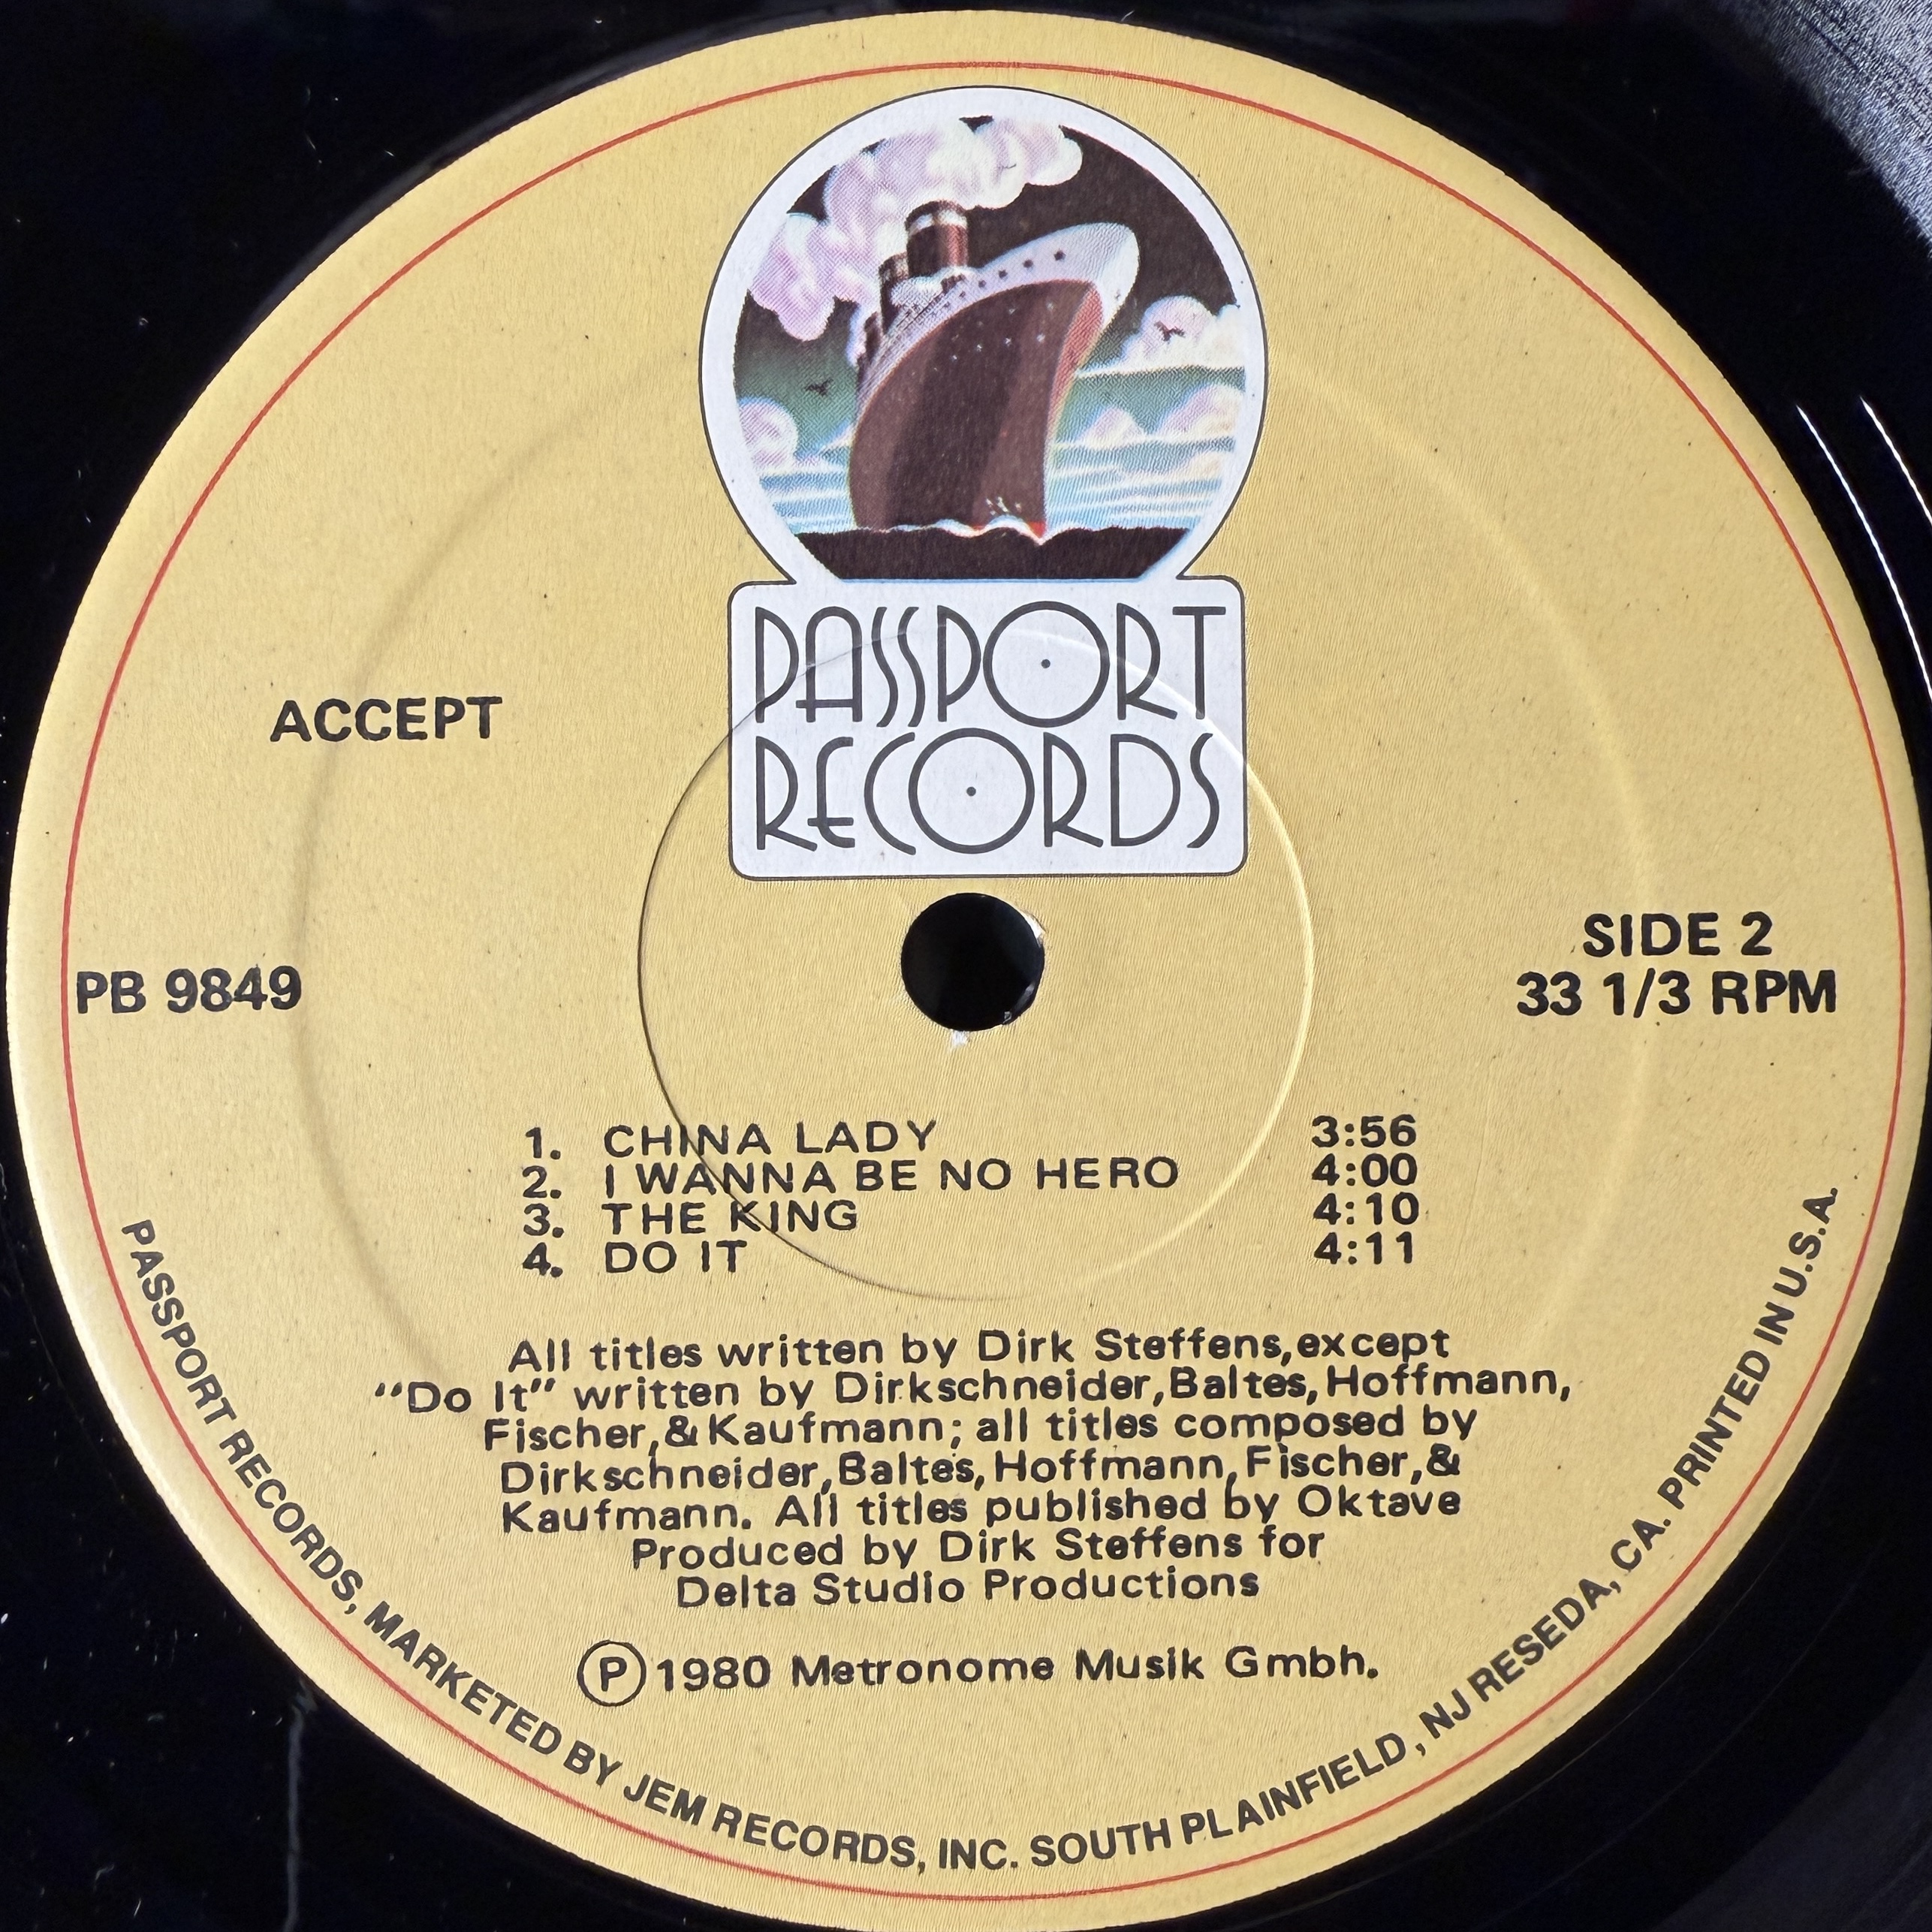 PASSPORT
RECORDS
ACCEPT
PB 9849
SIDE 2
33 1/3 RPM
1. CHINA LADY 3:56
2. I WANNA BE NO HERO 4:00
3. THE KING 4:10
4. DO IT 4:11
All titles written by Dirk Steffens, except
"Do It" written by Dirkschneider, Baltes, Hoffmann,
Fischer, & Kaufmann; all titles composed by
Dirkschneider, Baltes, Hoffmann, Fischer, &
Kaufmann. All titles published by Oktave
Produced by Dirk Steffens for
Delta Studio Productions
Ⓟ 1980 Metronome Musik Gmbh.
PASSPORT RECORDS, MARKETED BY JEM RECORDS, INC. SOUTH PLAINFIELD, NJ RESEDA, CA. PRINTED IN U.S.A.